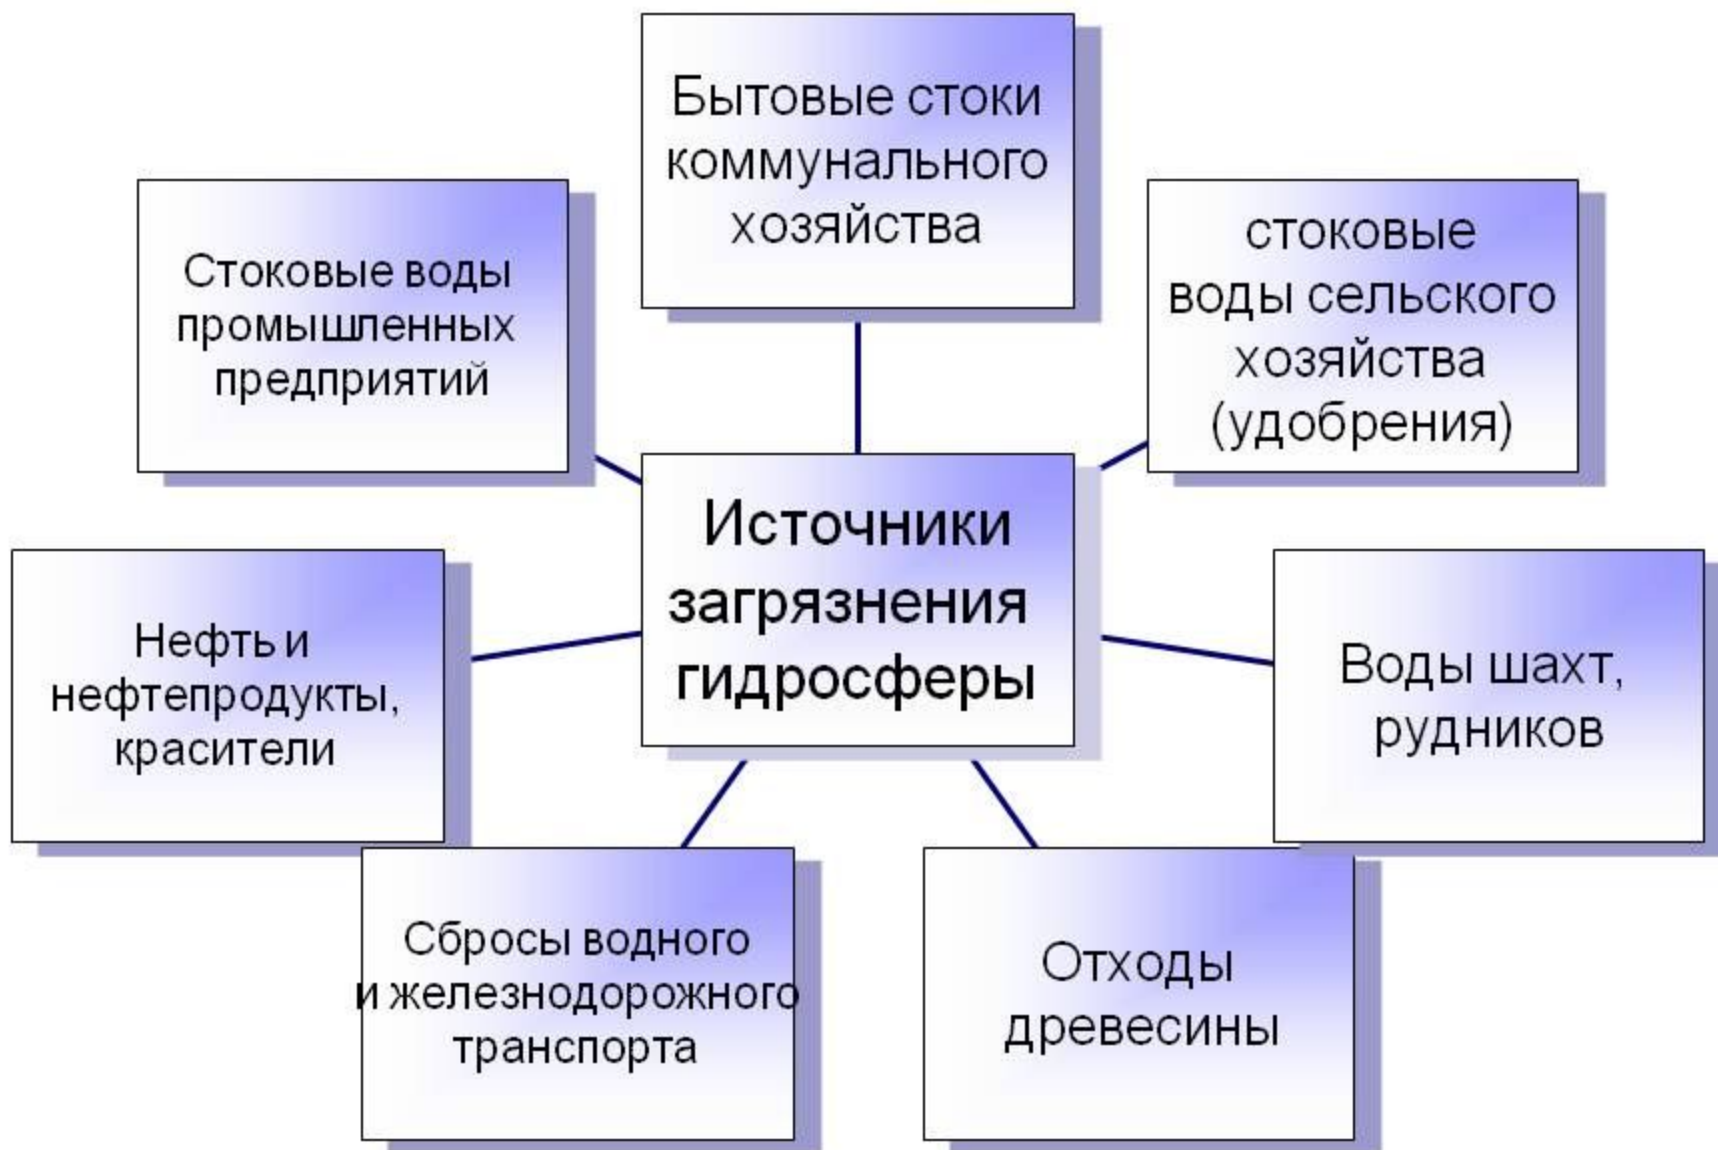 Бытовые стоки
коммунального
хозяйства
Стоковые воды
промышленных
предприятий
стоковые
воды сельского
хозяйства
(удобрения)
Источники
загрязнения
гидросферы
Нефть и
нефтепродукты,
красители
Воды шахт,
рудников
Сбросы водного
и железнодорожного
транспорта
Отходы
древесины